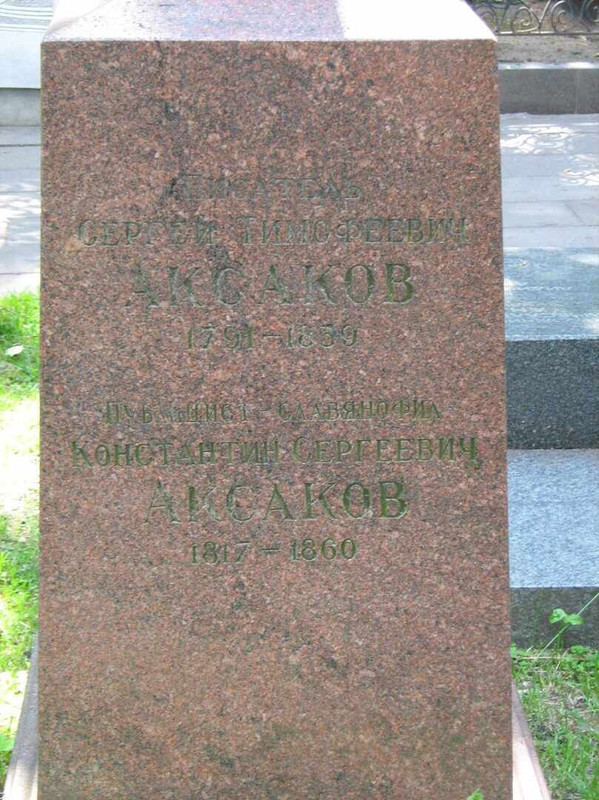 ПИСАТЕЛЬ
СЕРГЕЙ ТИМОФЕЕВИЧ
АКСАКОВ
1791-1859
ПУБЛИЦИСТ-СЛАВЯНОФИЛ
КОНСТАНТИН СЕРГЕЕВИЧ
АКСАКОВ
1817-1860